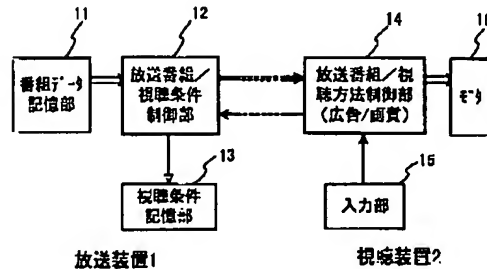 11
番組データ
記憶部
12
放送番組／
視聴条件
制御部
13
視聴条件
記憶部
14
放送番組／視
聴方法制御部
(広告/画質)
15
入力部
モニタ
放送装置1
視聴装置2